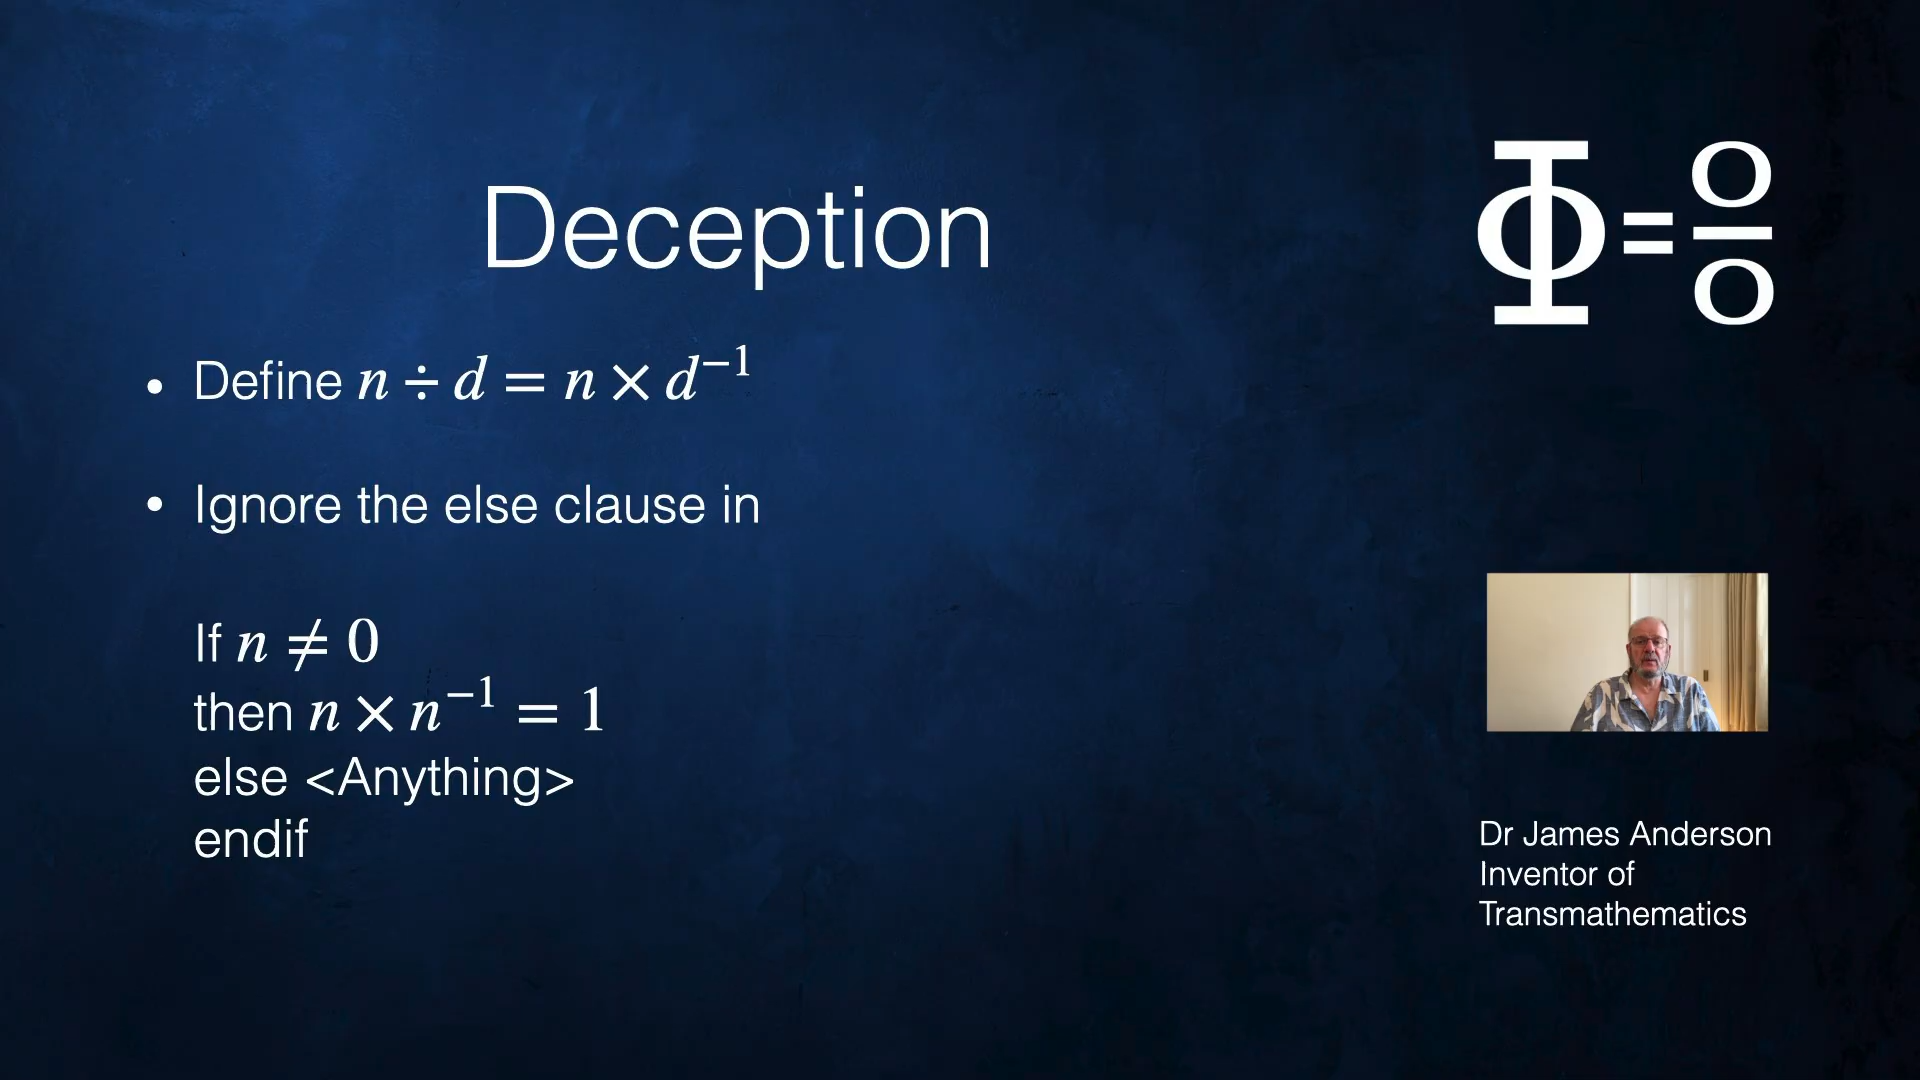 Deception
Φ = 0/0
• Define n ÷ d = n × d⁻¹
• Ignore the else clause in
If n ≠ 0
then n × n⁻¹ = 1
else <Anything>
endif
Dr James Anderson
Inventor of
Transmathematics